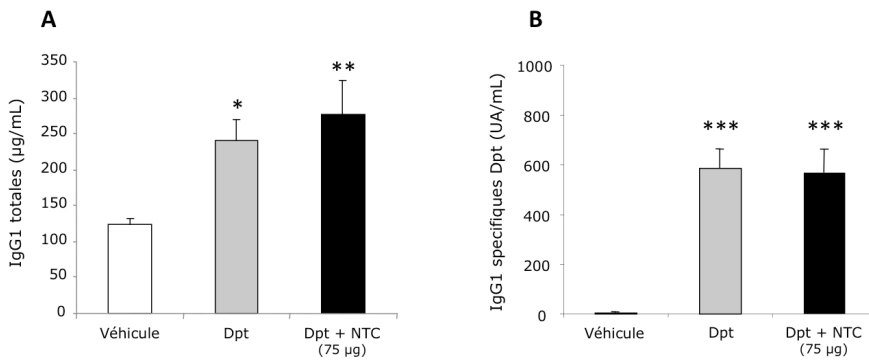 A
IgG1 totales (µg/mL)
350
300
250
200
150
100
50
0
*
**
Véhicule
Dpt
Dpt + NTC
(75 µg)
B
IgG1 specifiques Dpt (UA/mL)
1000
800
600
400
200
0
***
***
Véhicule
Dpt
Dpt + NTC
(75 µg)